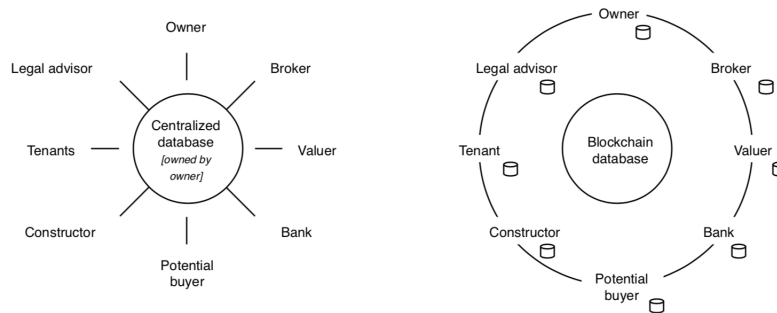 Owner
Legal advisor
Broker
Centralized
database
[owned by
owner]
Tenants
Valuer
Constructor
Bank
Potential
buyer
Owner
Legal advisor
Broker
Blockchain
database
Tenant
Valuer
Constructor
Bank
Potential
buyer